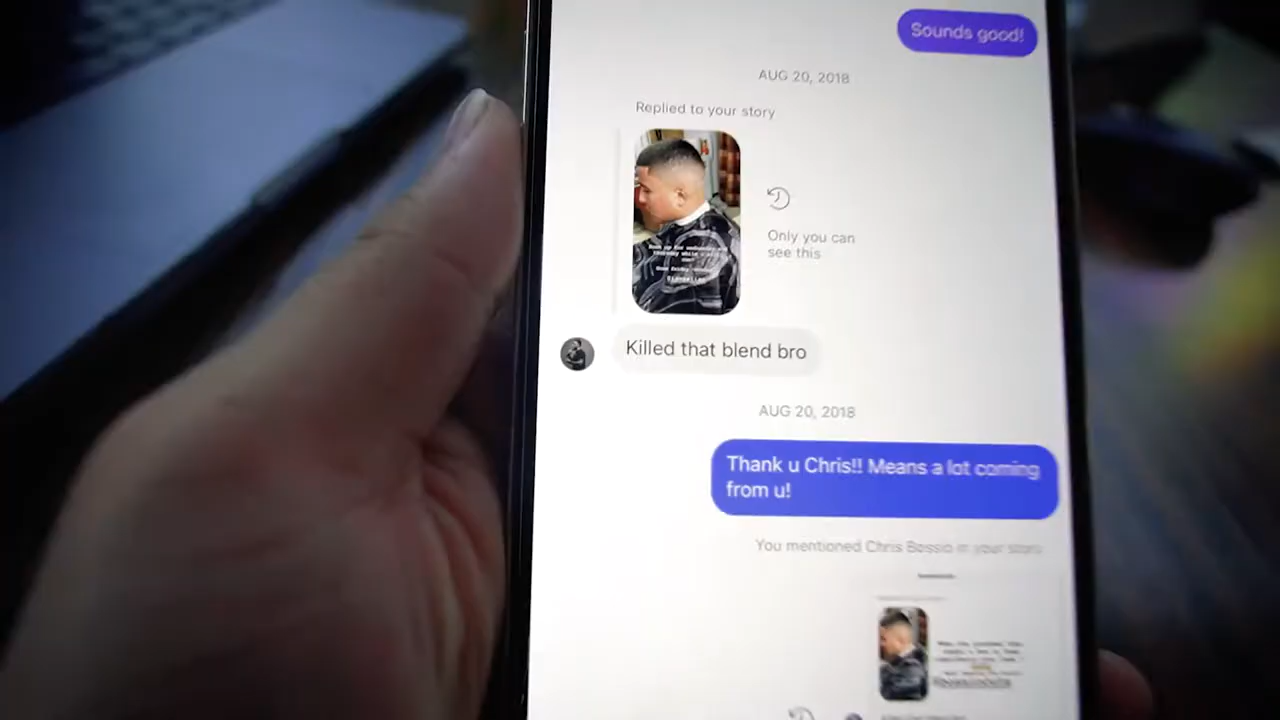 Sounds good!
AUG 20, 2018
Replied to your story
Only you can
see this
Killed that blend bro
AUG 20, 2018
Thank u Chris!! Means a lot coming
from u!
You mentioned Chris Bossio in your story